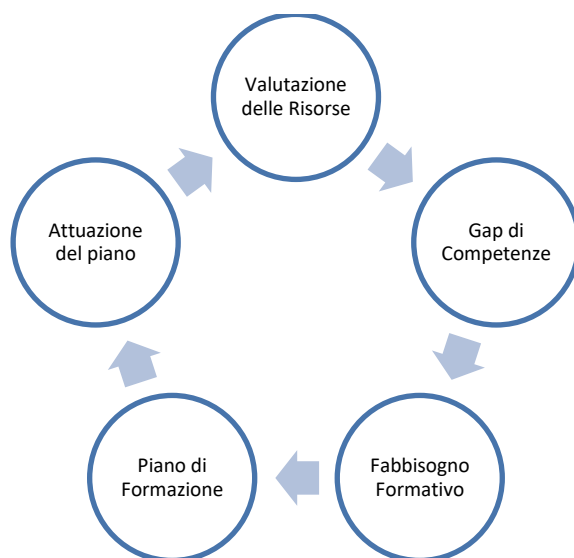 Valutazione
delle Risorse
Gap di
Competenze
Fabbisogno
Formativo
Piano di
Formazione
Attuazione
del piano